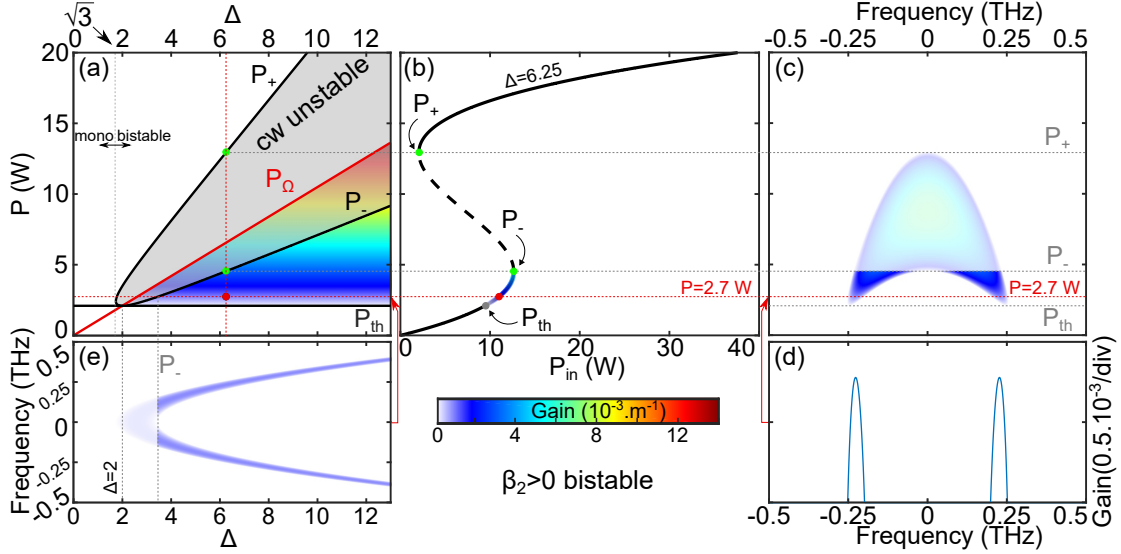 √3
Δ
0 2 4 6 8 10 12
Frequency (THz)
-0.5 -0.25 0 0.25 0.5
20
15
10
5
0
P (W)
(a)
P+
cw unstable
mono bistable
PΩ
P-
Pth
(b)
Δ=6.25
P+
P-
P=2.7 W
Pth
0 10 20 30 40
Pin (W)
(c)
P+
P-
P=2.7 W
Pth
(e)
P-
0.5
0.25
0
-0.25
-0.5
Frequency (THz)
Δ=2
0 2 4 6 8 10 12
Δ
Gain (10-3.m-1)
0 4 8 12
β2>0 bistable
(d)
Gain(0.5.10-3/div)
-0.5 -0.25 0 0.25 0.5
Frequency (THz)